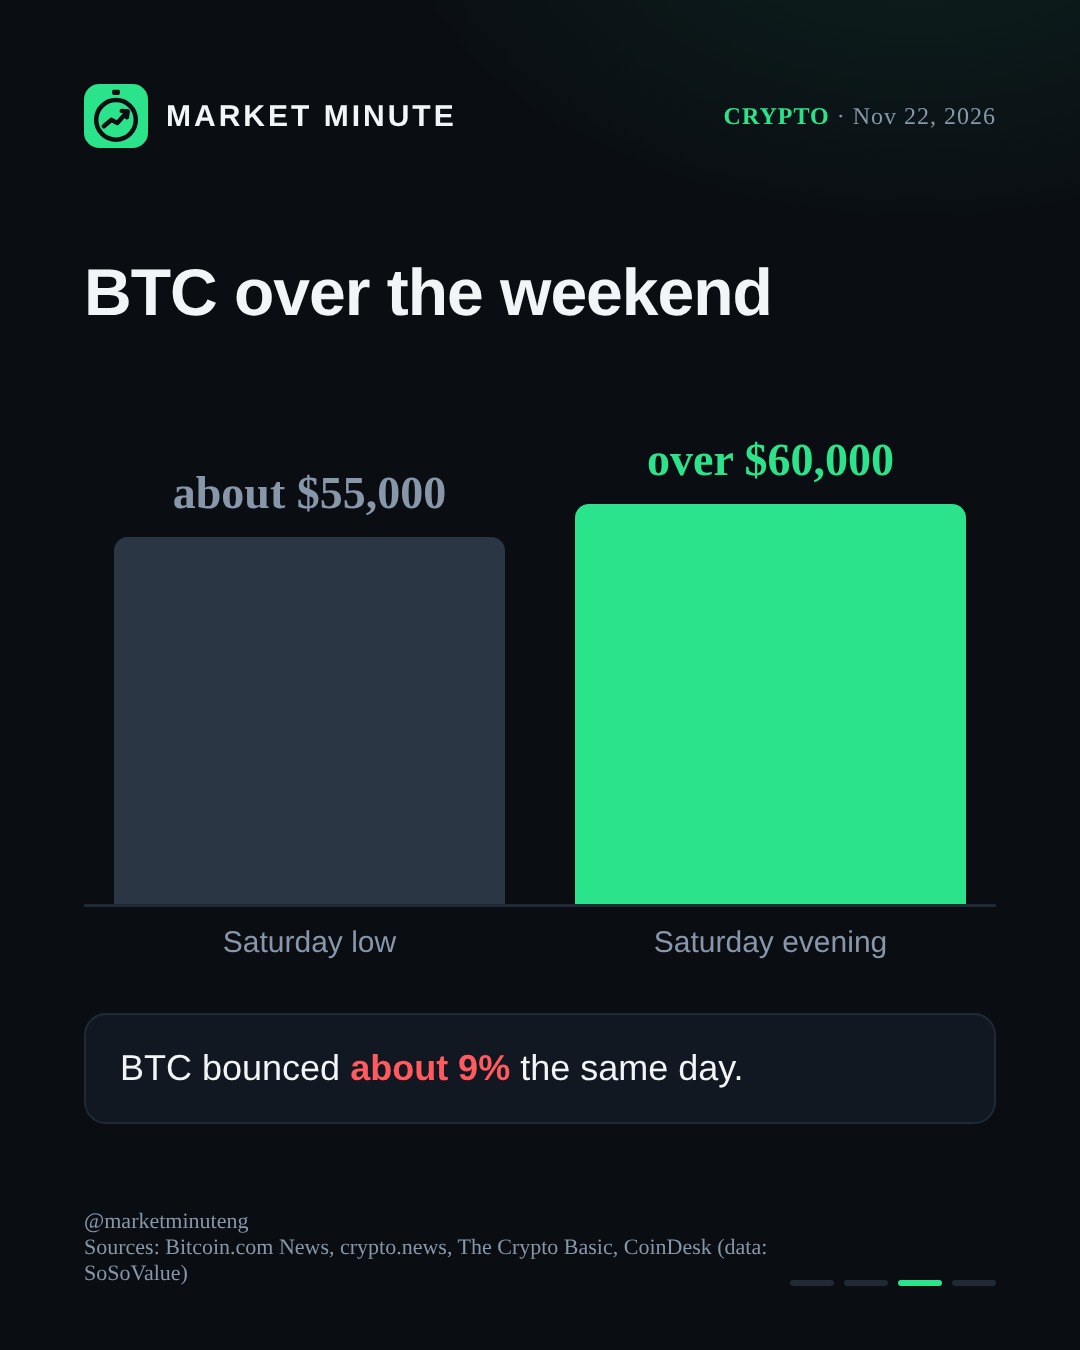 MARKET MINUTE
CRYPTO · Nov 22, 2026
BTC over the weekend
about $55,000
over $60,000
Saturday low
Saturday evening
BTC bounced about 9% the same day.
@marketminuteng
Sources: Bitcoin.com News, crypto.news, The Crypto Basic, CoinDesk (data:
SoSoValue)